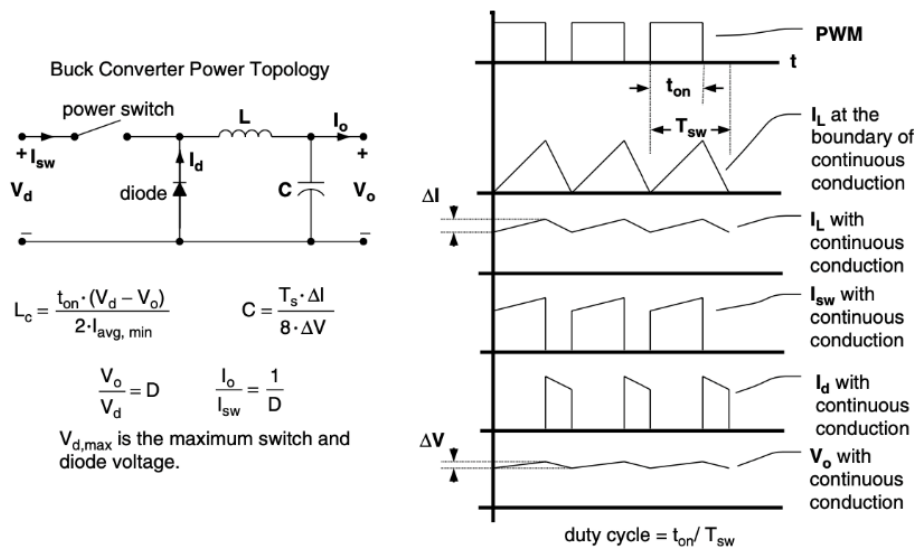 Buck Converter Power Topology
power switch
L
I_o
+ I_sw
I_d
+
V_d
diode
C
V_o
–
–
L_c = t_on·(V_d – V_o) / 2·I_avg, min
C = T_s·ΔI / 8·ΔV
V_o / V_d = D
I_o / I_sw = 1 / D
V_d,max is the maximum switch and
diode voltage.
PWM
t
t_on
T_sw
I_L at the
boundary of
continuous
conduction
ΔI
I_L with
continuous
conduction
I_sw with
continuous
conduction
I_d with
continuous
conduction
ΔV
V_o with
continuous
conduction
duty cycle = t_on/ T_sw